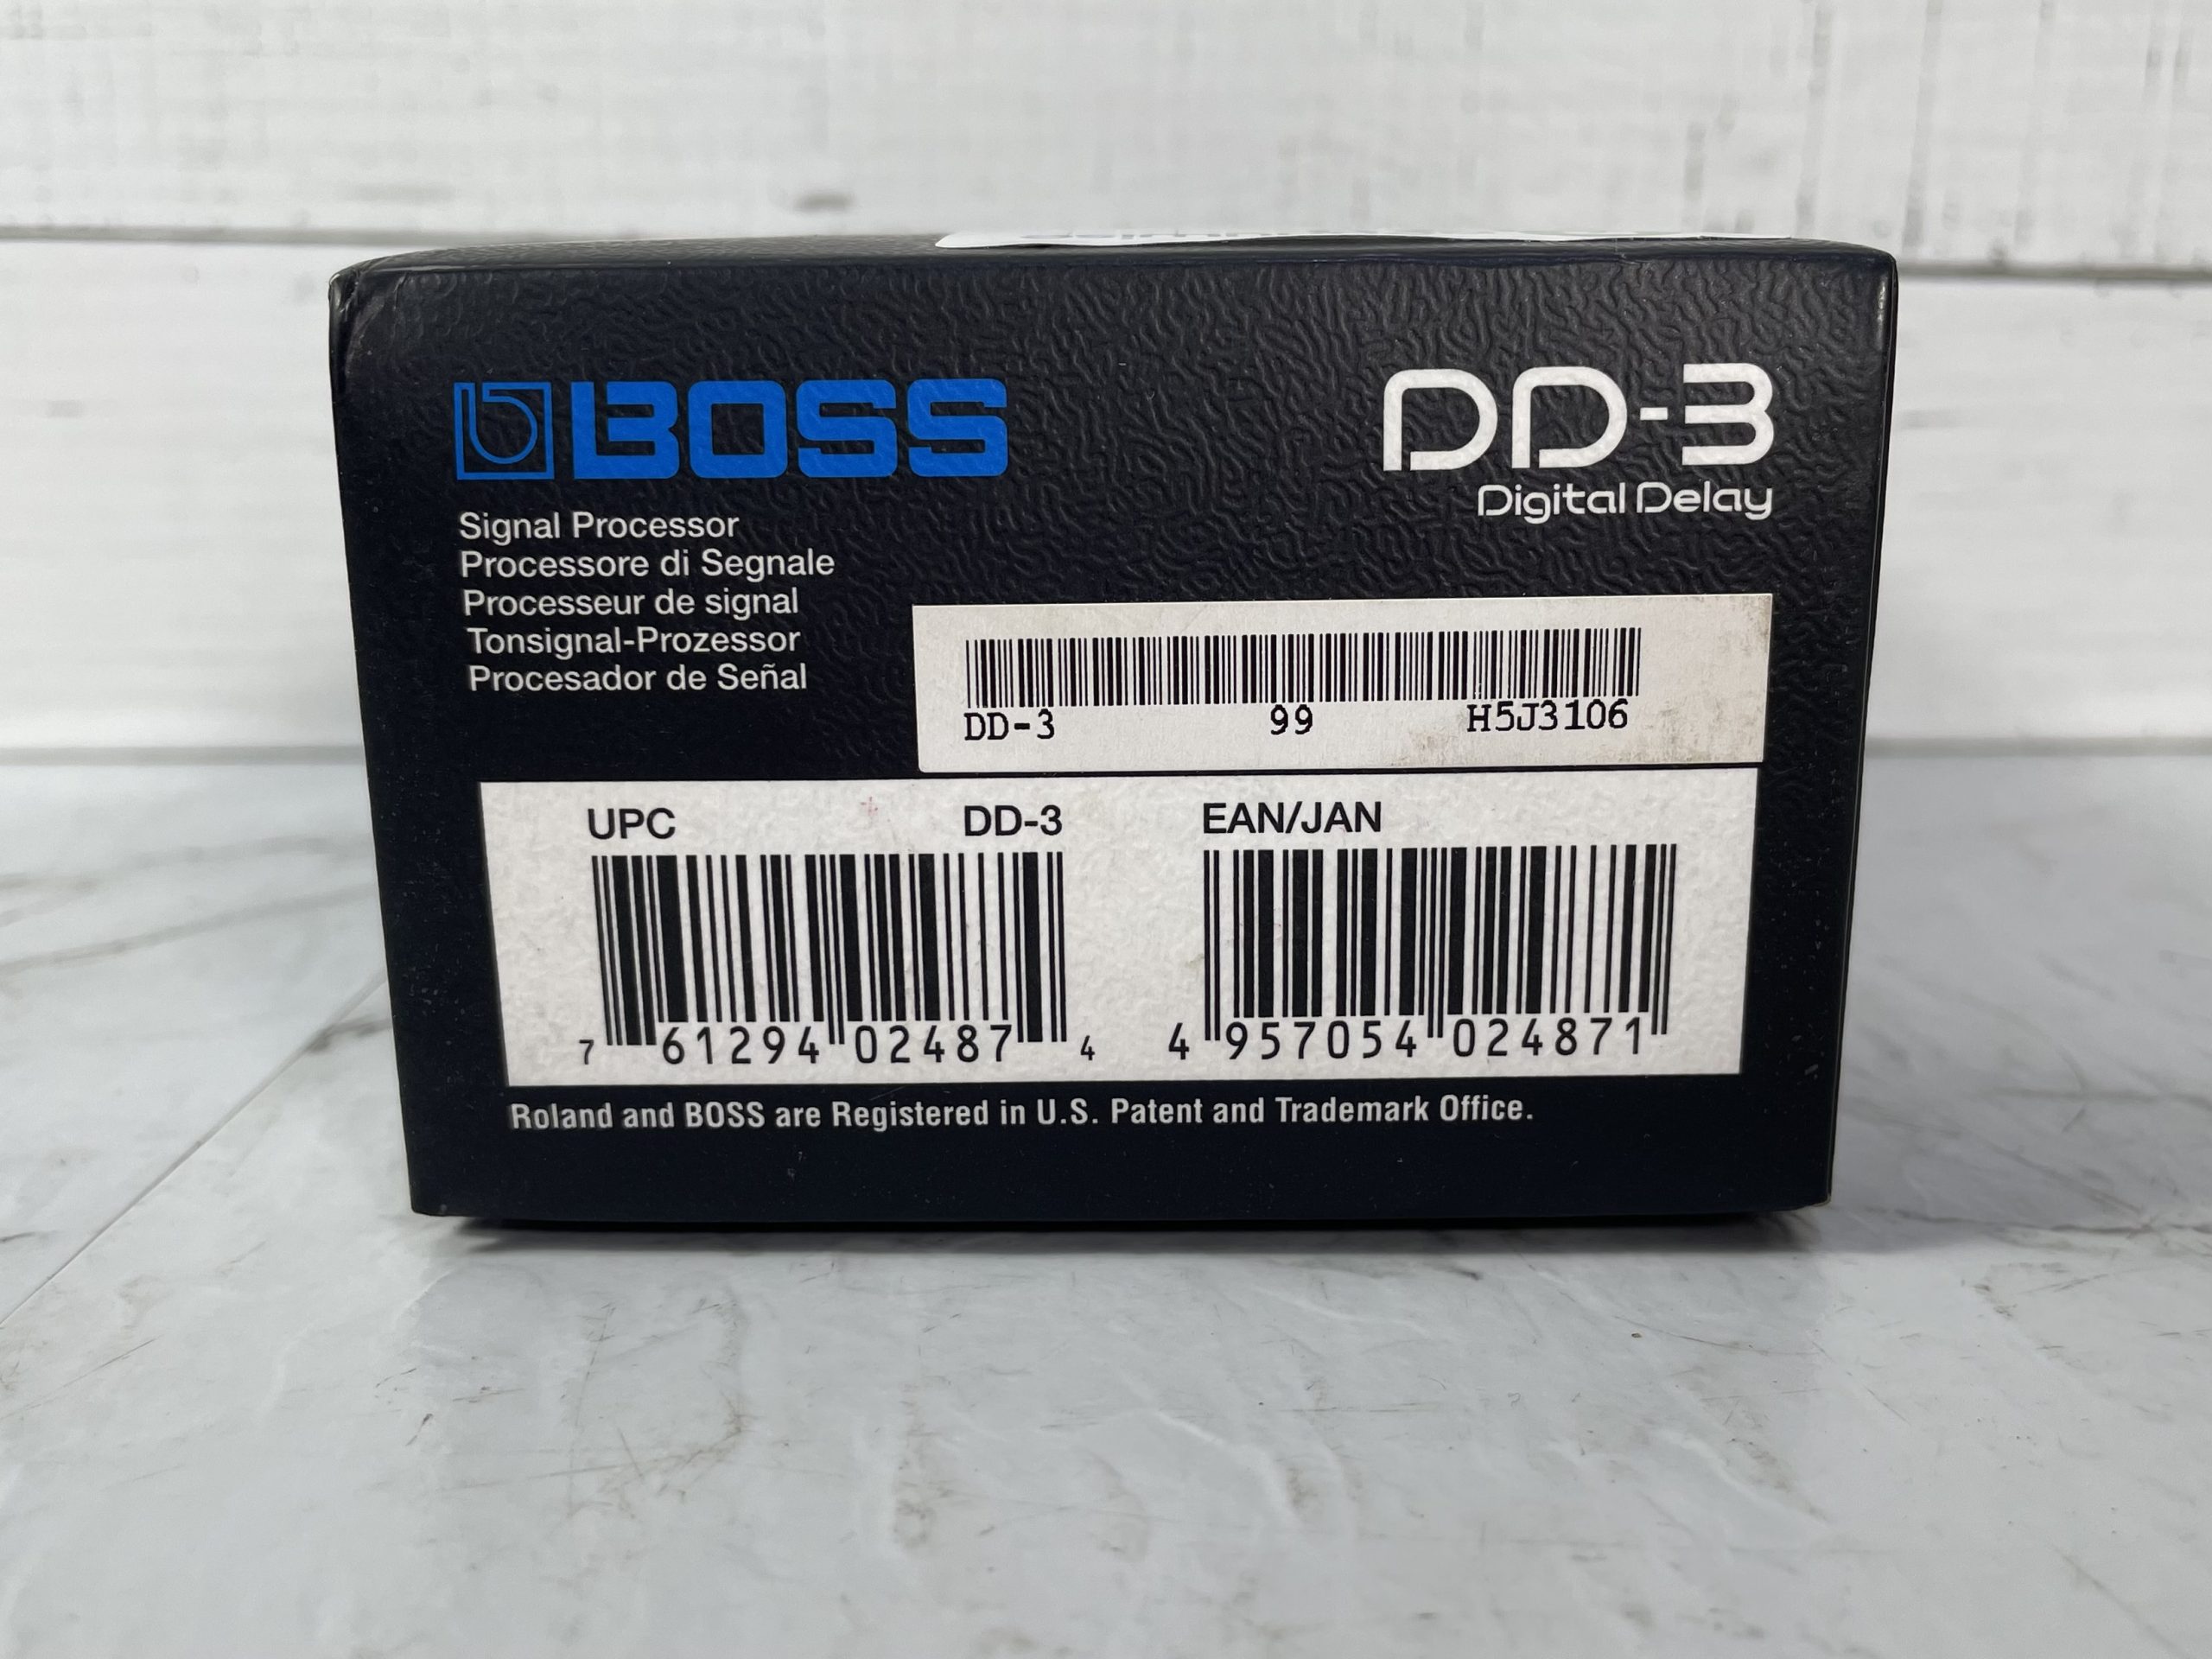 BOSS
DD-3
Digital Delay
Signal Processor
Processore di Segnale
Processeur de signal
Tonsignal-Prozessor
Procesador de Señal
DD-3 99 H5J3106
UPC DD-3 EAN/JAN
7 61294 02487 4 4 957054 024871
Roland and BOSS are Registered in U.S. Patent and Trademark Office.